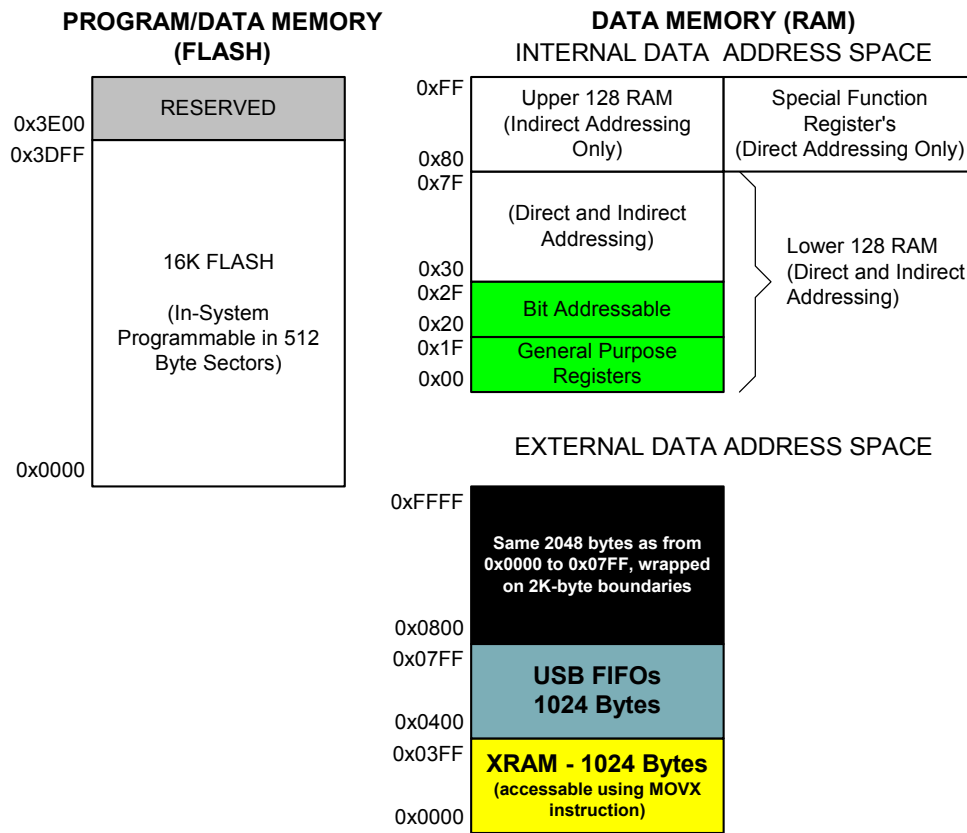 PROGRAM/DATA MEMORY
(FLASH)
RESERVED
0x3E00
0x3DFF
16K FLASH
(In-System
Programmable in 512
Byte Sectors)
0x0000
DATA MEMORY (RAM)
INTERNAL DATA ADDRESS SPACE
0xFF
Upper 128 RAM
(Indirect Addressing
Only)
Special Function
Register's
(Direct Addressing Only)
0x80
0x7F
(Direct and Indirect
Addressing)
0x30
Lower 128 RAM
(Direct and Indirect
Addressing)
0x2F
Bit Addressable
0x20
0x1F
General Purpose
Registers
0x00
EXTERNAL DATA ADDRESS SPACE
0xFFFF
Same 2048 bytes as from
0x0000 to 0x07FF, wrapped
on 2K-byte boundaries
0x0800
0x07FF
USB FIFOs
1024 Bytes
0x0400
0x03FF
XRAM - 1024 Bytes
(accessable using MOVX
instruction)
0x0000